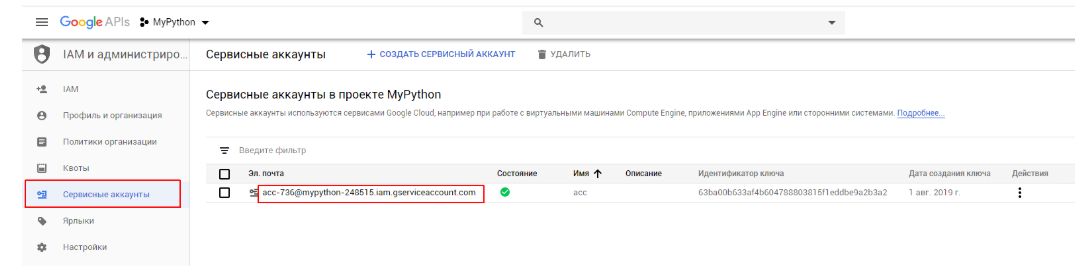 Google APIs MyPython
IAM и администриро... Сервисные аккаунты + СОЗДАТЬ СЕРВИСНЫЙ АККАУНТ УДАЛИТЬ
IAM
Профиль и организация
Политики организации
Квоты
Сервисные аккаунты
Ярлыки
Настройки
Сервисные аккаунты в проекте MyPython
Сервисные аккаунты используются сервисами Google Cloud, например при работе с виртуальными машинами Compute Engine, приложениями App Engine или сторонними системами. Подробнее...
Введите фильтр
Эл. почта Состояние Имя Описание Идентификатор ключа Дата создания ключа Действия
acc-736@mypython-248515.iam.gserviceaccount.com acc 63ba00b633af4b604788803815f1eddbe9a2b3a2 1 авг. 2019 г.